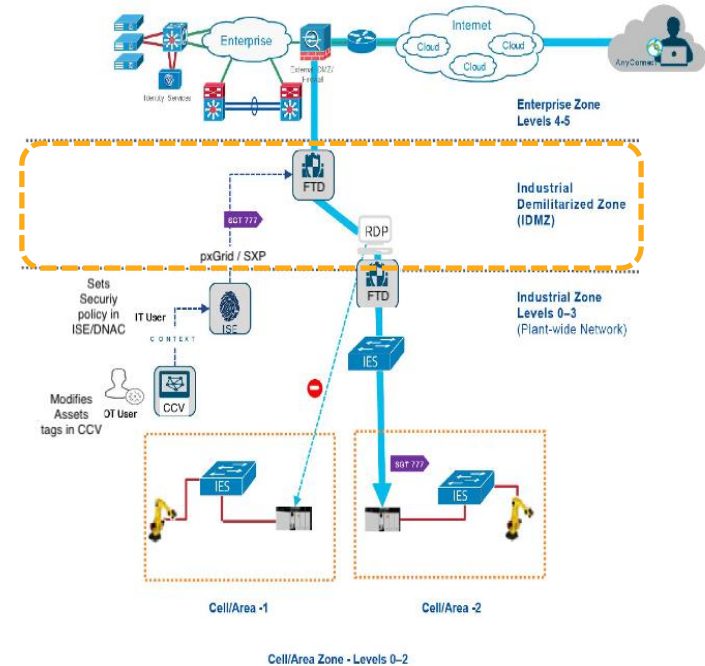 Internet
Enterprise
Cloud
Cloud
Cloud
AnyConnect
External DMZ/
Firewall
Identity Services
Enterprise Zone
Levels 4-5
FTD
Industrial
Demilitarized Zone
(IDMZ)
SGT 777
RDP
pxGrid / SXP
FTD
Industrial Zone
Levels 0–3
(Plant-wide Network)
Sets
Securiy
policy in
ISE/DNAC
IT User
ISE
CONTEXT
IES
Modifies
Assets
tags in CCV
OT User
CCV
SGT 777
IES
IES
Cell/Area -1
Cell/Area -2
Cell/Area Zone - Levels 0–2